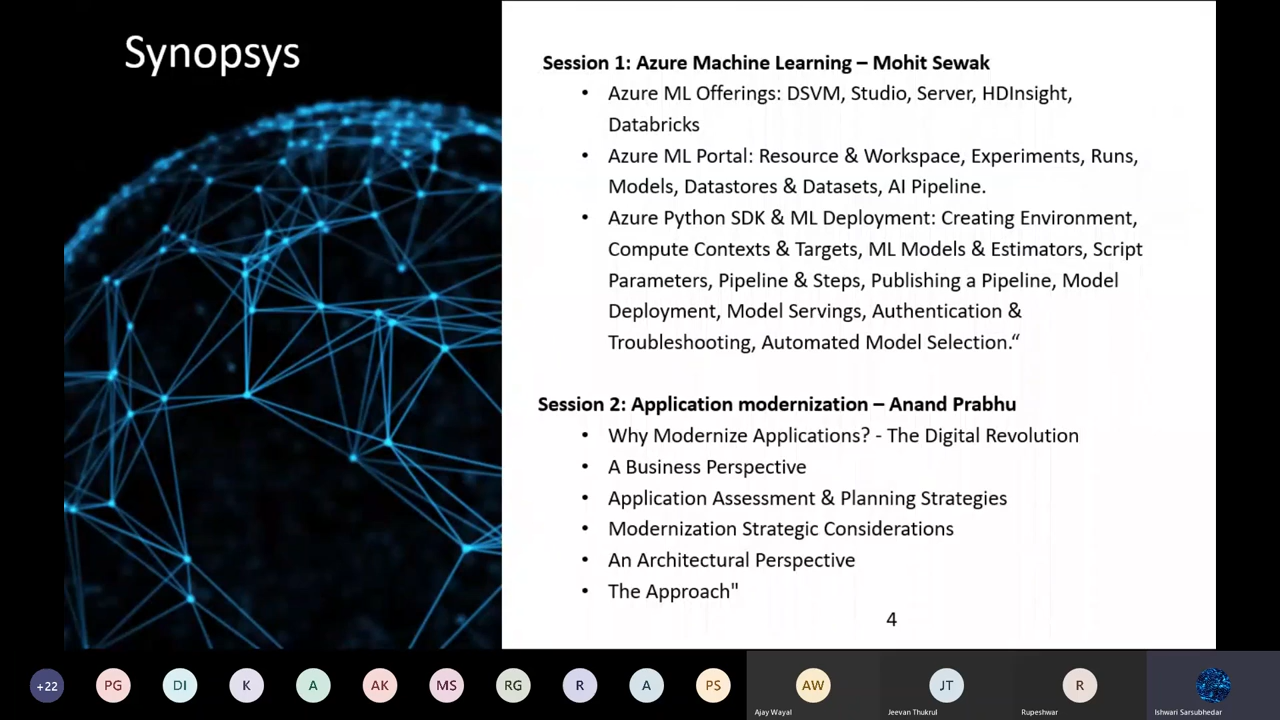 Synopsys
Session 1: Azure Machine Learning – Mohit Sewak
• Azure ML Offerings: DSVM, Studio, Server, HDInsight,
Databricks
• Azure ML Portal: Resource & Workspace, Experiments, Runs,
Models, Datastores & Datasets, AI Pipeline.
• Azure Python SDK & ML Deployment: Creating Environment,
Compute Contexts & Targets, ML Models & Estimators, Script
Parameters, Pipeline & Steps, Publishing a Pipeline, Model
Deployment, Model Servings, Authentication &
Troubleshooting, Automated Model Selection.“
Session 2: Application modernization – Anand Prabhu
• Why Modernize Applications? - The Digital Revolution
• A Business Perspective
• Application Assessment & Planning Strategies
• Modernization Strategic Considerations
• An Architectural Perspective
• The Approach"
4
+22 PG DI K A AK MS RG R A PS AW JT R
Ajay Wayal Jeevan Thukrul Rupeshwar Ishwari Sarsubhedar